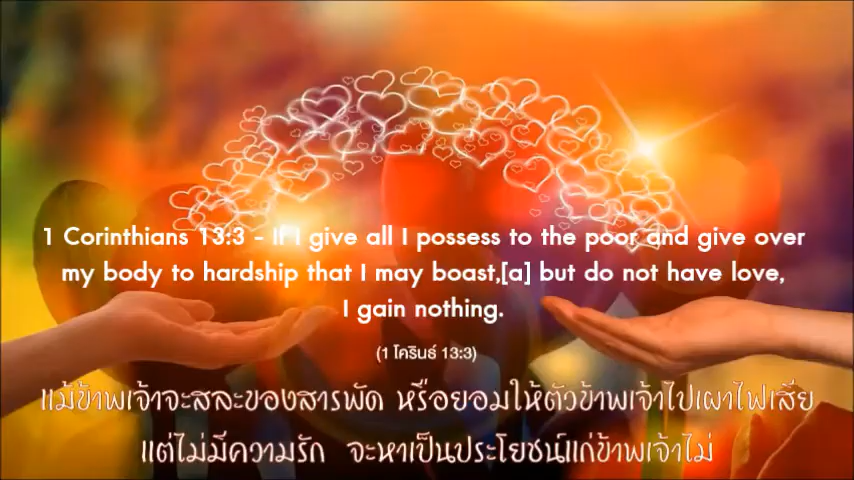 1 Corinthians 13:3 - If I give all I possess to the poor and give over
my body to hardship that I may boast,[a] but do not have love,
I gain nothing.
(1 โครินธ์ 13:3)
แม้ข้าพเจ้าจะสละของสารพัด หรือยอมให้ตัวข้าพเจ้าไปเผาไฟเสีย
แต่ไม่มีความรัก จะหาเป็นประโยชน์แก่ข้าพเจ้าไม่